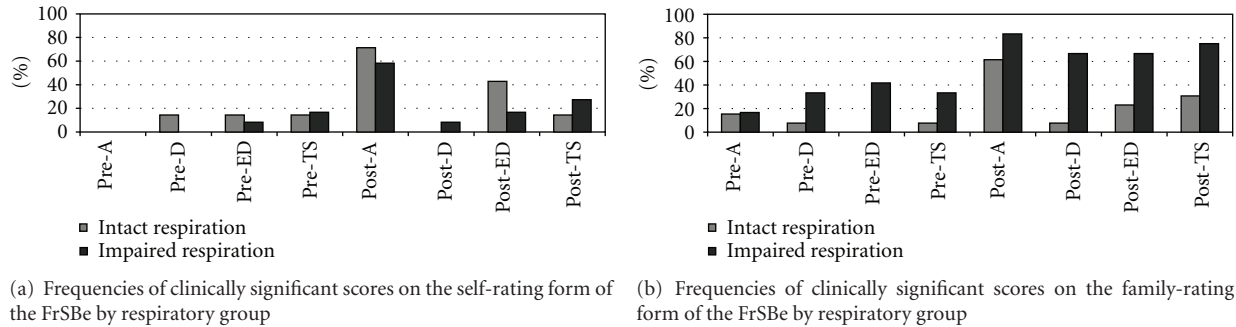 100
80
60
40
20
0
(%)
Pre-A
Pre-D
Pre-ED
Pre-TS
Post-A
Post-D
Post-ED
Post-TS
Intact respiration
Impaired respiration
(a) Frequencies of clinically significant scores on the self-rating form of
the FrSBe by respiratory group
100
80
60
40
20
0
(%)
Pre-A
Pre-D
Pre-ED
Pre-TS
Post-A
Post-D
Post-ED
Post-TS
Intact respiration
Impaired respiration
(b) Frequencies of clinically significant scores on the family-rating
form of the FrSBe by respiratory group